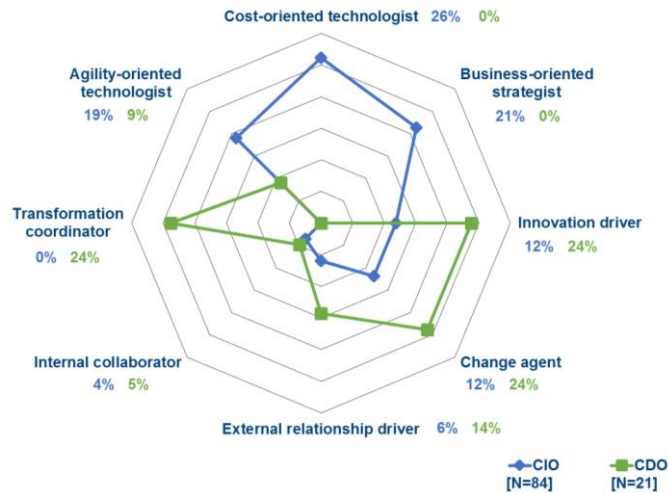 Cost-oriented technologist 26% 0%
Agility-oriented
technologist
19% 9%
Business-oriented
strategist
21% 0%
Transformation
coordinator
0% 24%
Innovation driver
12% 24%
Internal collaborator
4% 5%
Change agent
12% 24%
External relationship driver 6% 14%
CIO
[N=84]
CDO
[N=21]